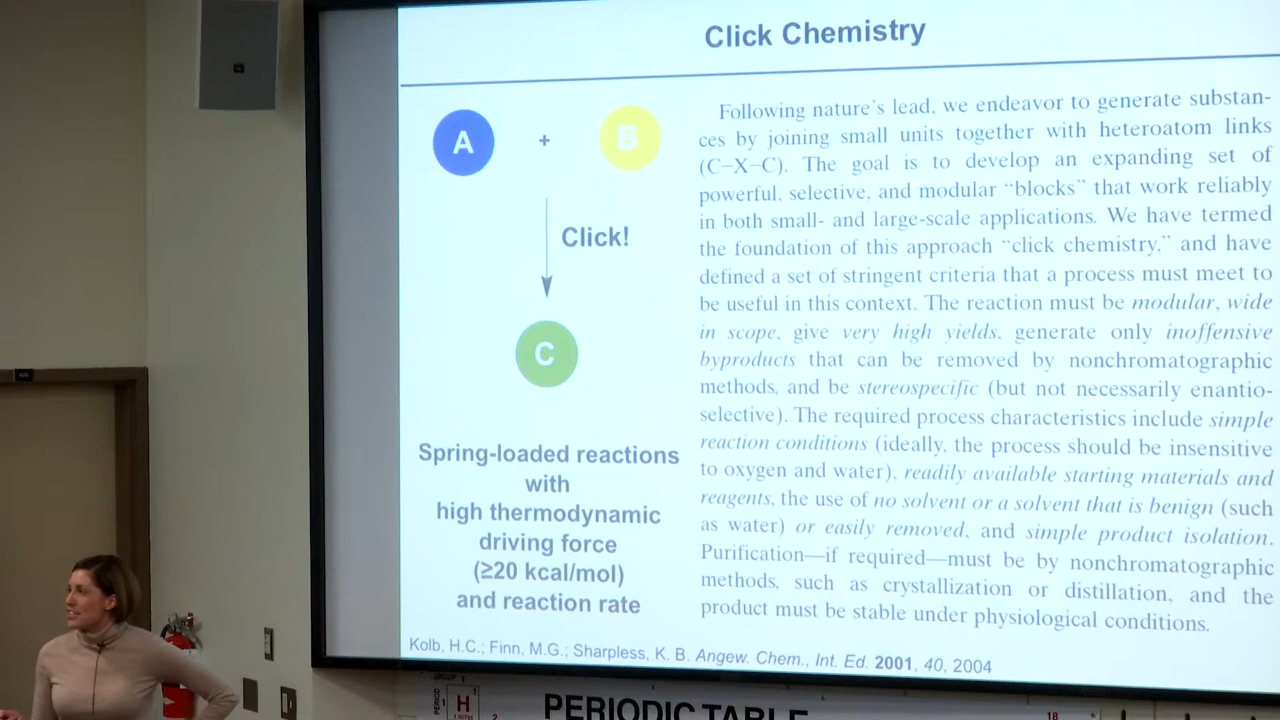 Click Chemistry
A
+
B
Click!
C
Spring-loaded reactions
with
high thermodynamic
driving force
(≥20 kcal/mol)
and reaction rate
Following nature's lead, we endeavor to generate substan-
ces by joining small units together with heteroatom links
(C–X–C). The goal is to develop an expanding set of
powerful, selective, and modular “blocks” that work reliably
in both small- and large-scale applications. We have termed
the foundation of this approach “click chemistry,” and have
defined a set of stringent criteria that a process must meet to
be useful in this context. The reaction must be modular, wide
in scope, give very high yields, generate only inoffensive
byproducts that can be removed by nonchromatographic
methods, and be stereospecific (but not necessarily enantio-
selective). The required process characteristics include simple
reaction conditions (ideally, the process should be insensitive
to oxygen and water), readily available starting materials and
reagents, the use of no solvent or a solvent that is benign (such
as water) or easily removed, and simple product isolation.
Purification—if required—must be by nonchromatographic
methods, such as crystallization or distillation, and the
product must be stable under physiological conditions.
Kolb, H.C.; Finn, M.G.; Sharpless, K. B. Angew. Chem., Int. Ed. 2001, 40, 2004
GROUP 1
PERIOD
1
H
1
2
PERIODIC TABLE
18